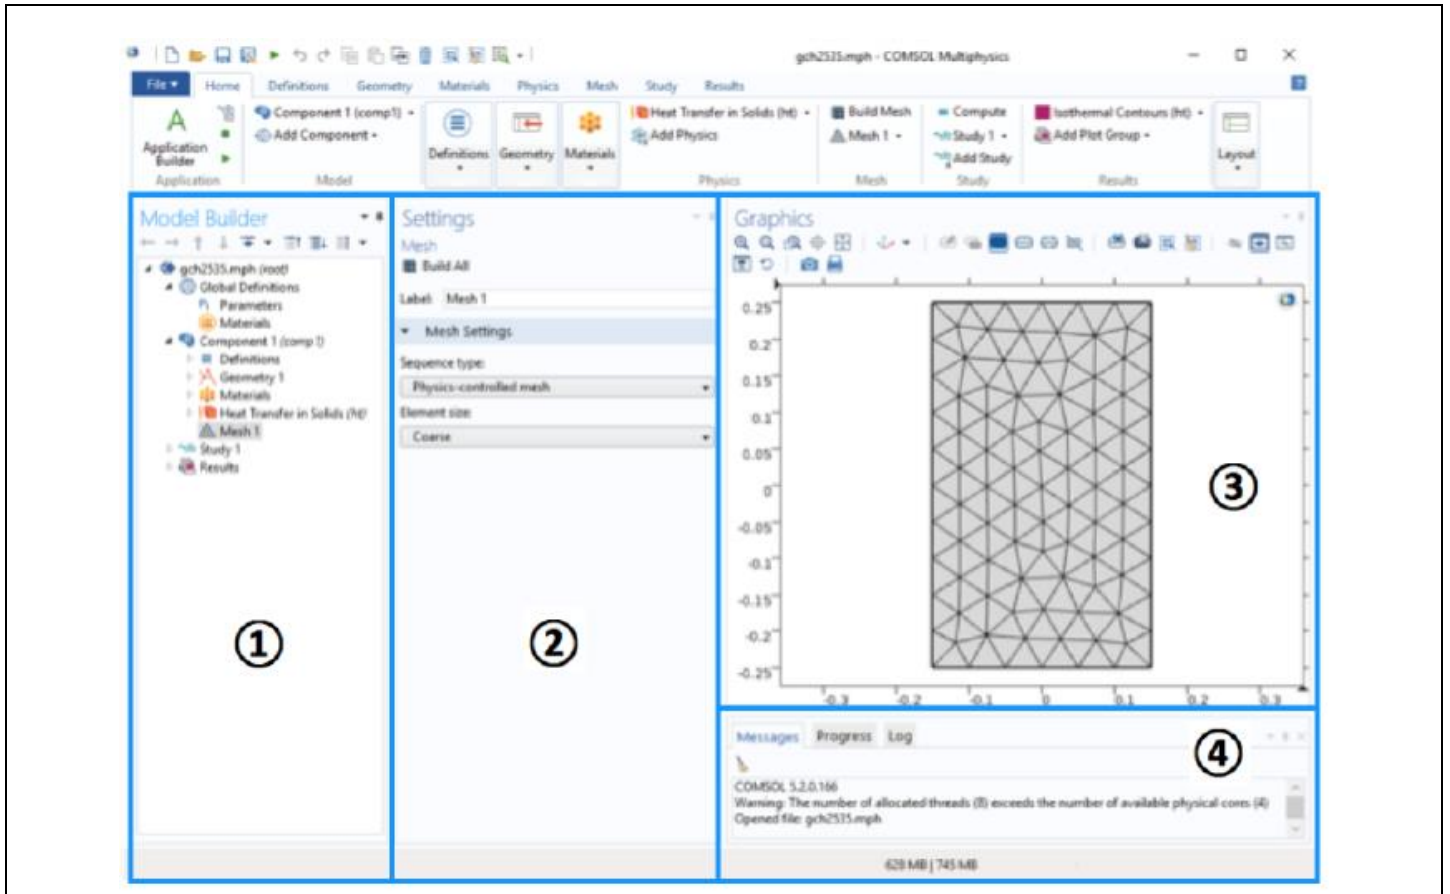 gch2535.mph - COMSOL Multiphysics
File Home Definitions Geometry Materials Physics Mesh Study Results
Application Builder
Application
Component 1 (comp1)
Add Component
Model
Definitions
Geometry
Materials
Heat Transfer in Solids (ht)
Add Physics
Physics
Build Mesh
Mesh 1
Mesh
Compute
Study 1
Add Study
Study
Isothermal Contours (ht)
Add Plot Group
Results
Layout
Model Builder
gch2535.mph (root)
Global Definitions
Parameters
Materials
Component 1 (comp 1)
Definitions
Geometry 1
Materials
Heat Transfer in Solids (ht)
Mesh 1
Study 1
Results
①
Settings
Mesh
Build All
Label: Mesh 1
Mesh Settings
Sequence type:
Physics-controlled mesh
Element size:
Coarse
②
Graphics
0.25
0.2
0.15
0.1
0.05
0
-0.05
-0.1
-0.15
-0.2
-0.25
-0.3 -0.2 -0.1 0 0.1 0.2 0.3
③
Messages Progress Log
④
COMSOL 5.2.0.166
Warning: The number of allocated threads (8) exceeds the number of available physical cores (4)
Opened file: gch2535.mph
628 MB | 745 MB